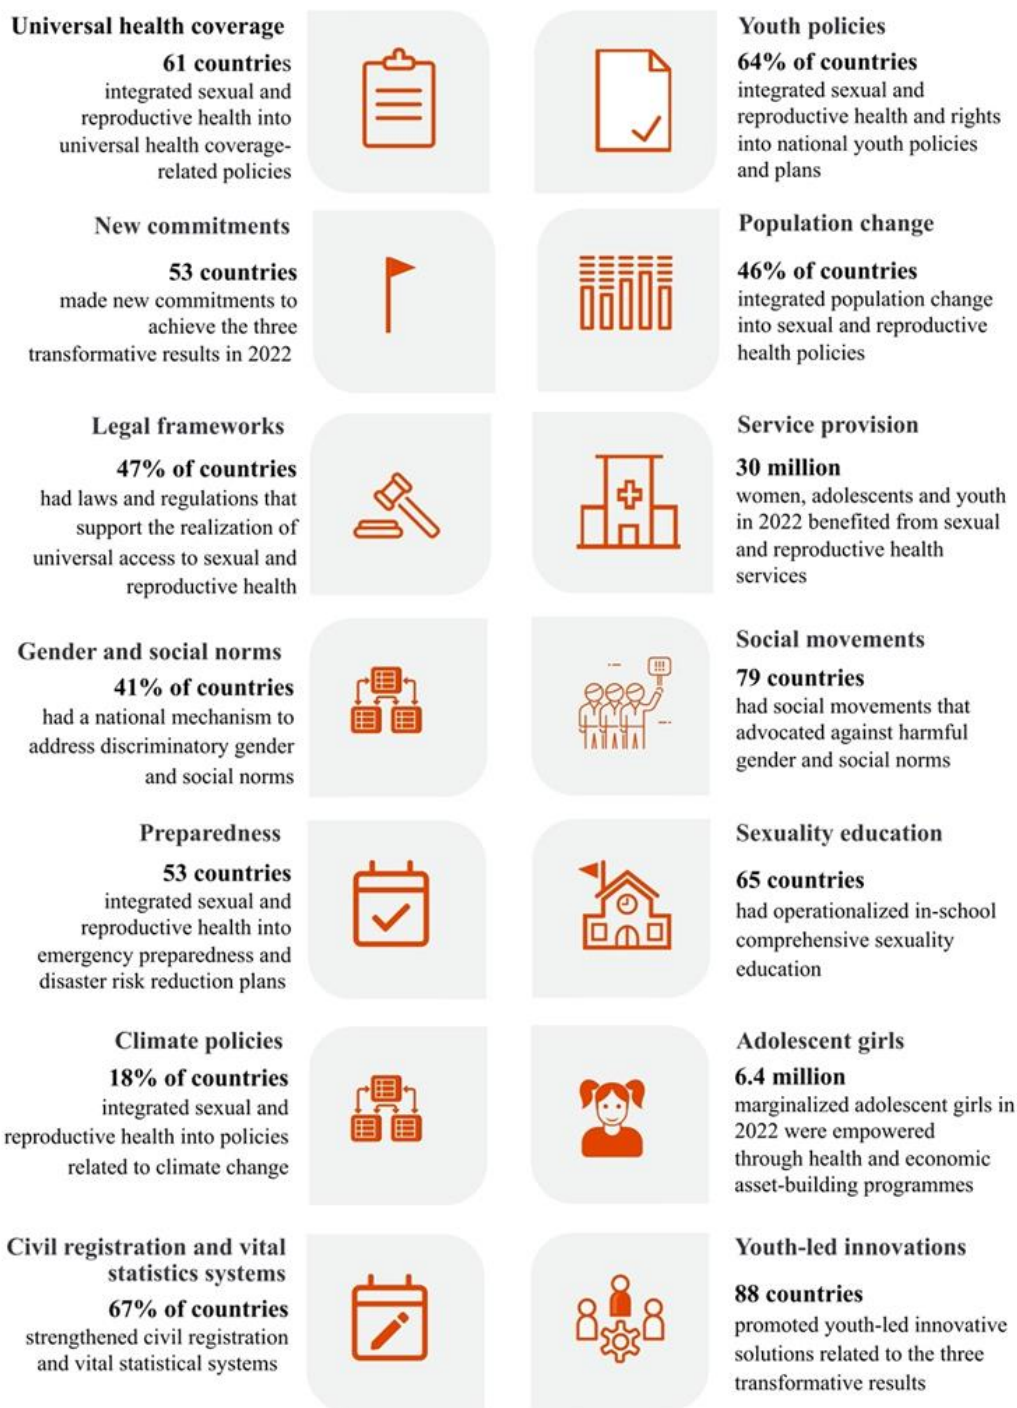 Universal health coverage
61 countries
integrated sexual and
reproductive health into
universal health coverage-
related policies
Youth policies
64% of countries
integrated sexual and
reproductive health and rights
into national youth policies
and plans
New commitments
53 countries
made new commitments to
achieve the three
transformative results in 2022
Population change
46% of countries
integrated population change
into sexual and reproductive
health policies
Legal frameworks
47% of countries
had laws and regulations that
support the realization of
universal access to sexual and
reproductive health
Service provision
30 million
women, adolescents and youth
in 2022 benefited from sexual
and reproductive health
services
Gender and social norms
41% of countries
had a national mechanism to
address discriminatory gender
and social norms
Social movements
79 countries
had social movements that
advocated against harmful
gender and social norms
Preparedness
53 countries
integrated sexual and
reproductive health into
emergency preparedness and
disaster risk reduction plans
Sexuality education
65 countries
had operationalized in-school
comprehensive sexuality
education
Climate policies
18% of countries
integrated sexual and
reproductive health into policies
related to climate change
Adolescent girls
6.4 million
marginalized adolescent girls in
2022 were empowered
through health and economic
asset-building programmes
Civil registration and vital
statistics systems
67% of countries
strengthened civil registration
and vital statistical systems
Youth-led innovations
88 countries
promoted youth-led innovative
solutions related to the three
transformative results